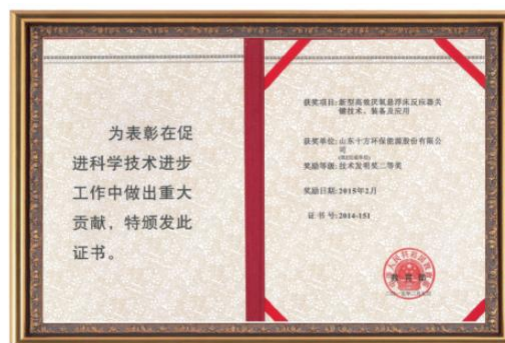 为表彰在促
进科学技术进步
工作中做出重大
贡献，特颁发此
证书。
获奖项目:新型高效厌氧悬浮床反应器关
键技术、装备及应用
获奖单位:山东十方环保能源股份有限公
司
奖励等级:技术发明奖二等奖
奖励日期:2015年2月
证 书 号:2014-151